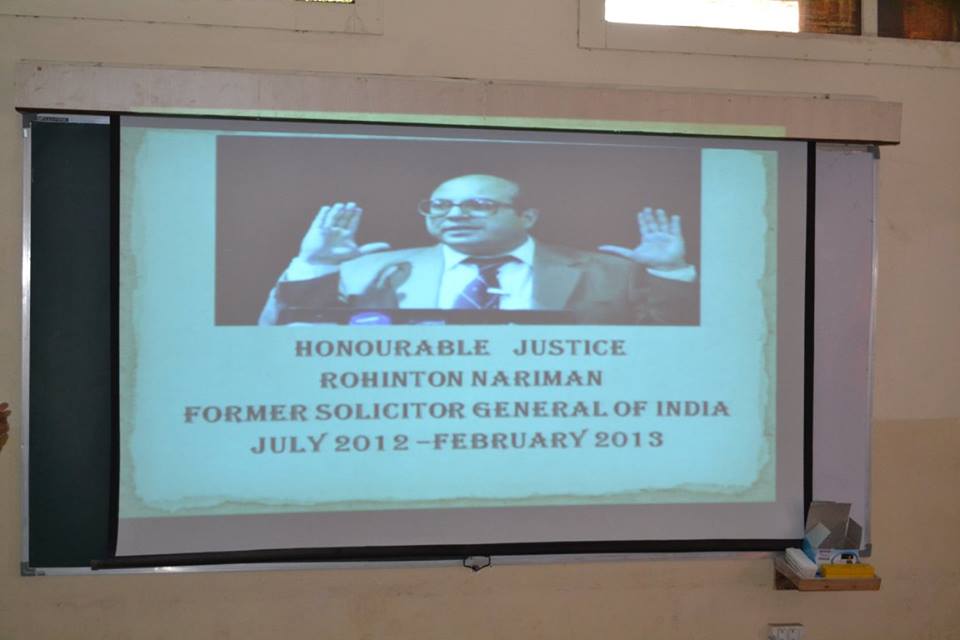 HONOURABLE JUSTICE
ROHINTON NARIMAN
FORMER SOLICITOR GENERAL OF INDIA
JULY 2012 –FEBRUARY 2013